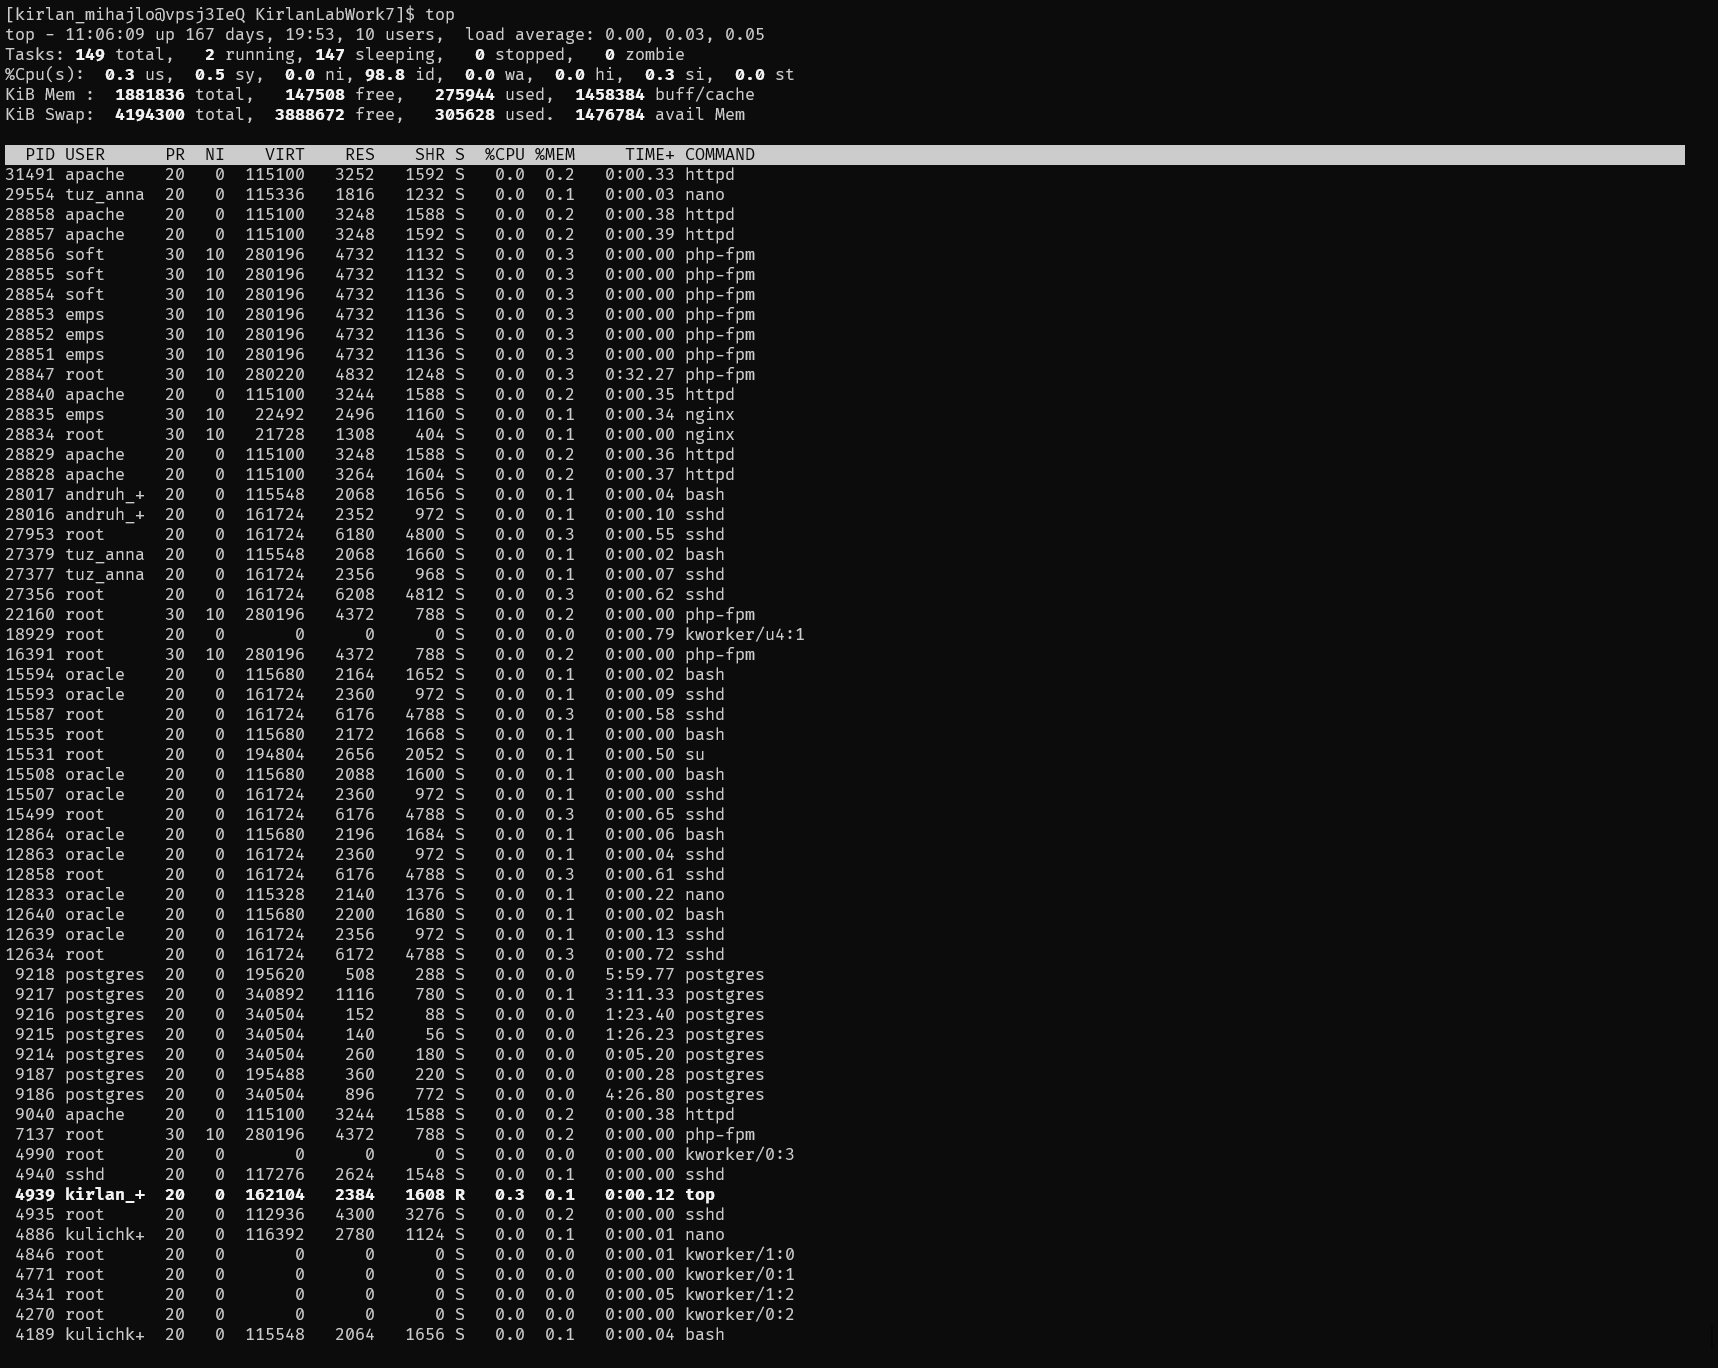 [kirlan_mihajlo@vpsj3IeQ KirlanLabWork7]$ top
top - 11:06:09 up 167 days, 19:53, 10 users,  load average: 0.00, 0.03, 0.05
Tasks: 149 total,   2 running, 147 sleeping,   0 stopped,   0 zombie
%Cpu(s):  0.3 us,  0.5 sy,  0.0 ni, 98.8 id,  0.0 wa,  0.0 hi,  0.3 si,  0.0 st
KiB Mem :  1881836 total,   147508 free,   275944 used,  1458384 buff/cache
KiB Swap:  4194300 total,  3888672 free,   305628 used.  1476784 avail Mem
  PID USER      PR  NI    VIRT    RES    SHR S  %CPU %MEM     TIME+ COMMAND
31491 apache    20   0  115100   3252   1592 S   0.0  0.2   0:00.33 httpd
29554 tuz_anna  20   0  115336   1816   1232 S   0.0  0.1   0:00.03 nano
28858 apache    20   0  115100   3248   1588 S   0.0  0.2   0:00.38 httpd
28857 apache    20   0  115100   3248   1592 S   0.0  0.2   0:00.39 httpd
28856 soft      30  10  280196   4732   1132 S   0.0  0.3   0:00.00 php-fpm
28855 soft      30  10  280196   4732   1132 S   0.0  0.3   0:00.00 php-fpm
28854 soft      30  10  280196   4732   1136 S   0.0  0.3   0:00.00 php-fpm
28853 emps      30  10  280196   4732   1136 S   0.0  0.3   0:00.00 php-fpm
28852 emps      30  10  280196   4732   1136 S   0.0  0.3   0:00.00 php-fpm
28851 emps      30  10  280196   4732   1136 S   0.0  0.3   0:00.00 php-fpm
28847 root      30  10  280220   4832   1248 S   0.0  0.3   0:32.27 php-fpm
28840 apache    20   0  115100   3244   1588 S   0.0  0.2   0:00.35 httpd
28835 emps      30  10   22492   2496   1160 S   0.0  0.1   0:00.34 nginx
28834 root      30  10   21728   1308    404 S   0.0  0.1   0:00.00 nginx
28829 apache    20   0  115100   3248   1588 S   0.0  0.2   0:00.36 httpd
28828 apache    20   0  115100   3264   1604 S   0.0  0.2   0:00.37 httpd
28017 andruh_+  20   0  115548   2068   1656 S   0.0  0.1   0:00.04 bash
28016 andruh_+  20   0  161724   2352    972 S   0.0  0.1   0:00.10 sshd
27953 root      20   0  161724   6180   4800 S   0.0  0.3   0:00.55 sshd
27379 tuz_anna  20   0  115548   2068   1660 S   0.0  0.1   0:00.02 bash
27377 tuz_anna  20   0  161724   2356    968 S   0.0  0.1   0:00.07 sshd
27356 root      20   0  161724   6208   4812 S   0.0  0.3   0:00.62 sshd
22160 root      30  10  280196   4372    788 S   0.0  0.2   0:00.00 php-fpm
18929 root      20   0       0      0      0 S   0.0  0.0   0:00.79 kworker/u4:1
16391 root      30  10  280196   4372    788 S   0.0  0.2   0:00.00 php-fpm
15594 oracle    20   0  115680   2164   1652 S   0.0  0.1   0:00.02 bash
15593 oracle    20   0  161724   2360    972 S   0.0  0.1   0:00.09 sshd
15587 root      20   0  161724   6176   4788 S   0.0  0.3   0:00.58 sshd
15535 root      20   0  115680   2172   1668 S   0.0  0.1   0:00.00 bash
15531 root      20   0  194804   2656   2052 S   0.0  0.1   0:00.50 su
15508 oracle    20   0  115680   2088   1600 S   0.0  0.1   0:00.00 bash
15507 oracle    20   0  161724   2360    972 S   0.0  0.1   0:00.00 sshd
15499 root      20   0  161724   6176   4788 S   0.0  0.3   0:00.65 sshd
12864 oracle    20   0  115680   2196   1684 S   0.0  0.1   0:00.06 bash
12863 oracle    20   0  161724   2360    972 S   0.0  0.1   0:00.04 sshd
12858 root      20   0  161724   6176   4788 S   0.0  0.3   0:00.61 sshd
12833 oracle    20   0  115328   2140   1376 S   0.0  0.1   0:00.22 nano
12640 oracle    20   0  115680   2200   1680 S   0.0  0.1   0:00.02 bash
12639 oracle    20   0  161724   2356    972 S   0.0  0.1   0:00.13 sshd
12634 root      20   0  161724   6172   4788 S   0.0  0.3   0:00.72 sshd
 9218 postgres  20   0  195620    508    288 S   0.0  0.0   5:59.77 postgres
 9217 postgres  20   0  340892   1116    780 S   0.0  0.1   3:11.33 postgres
 9216 postgres  20   0  340504    152     88 S   0.0  0.0   1:23.40 postgres
 9215 postgres  20   0  340504    140     56 S   0.0  0.0   1:26.23 postgres
 9214 postgres  20   0  340504    260    180 S   0.0  0.0   0:05.20 postgres
 9187 postgres  20   0  195488    360    220 S   0.0  0.0   0:00.28 postgres
 9186 postgres  20   0  340504    896    772 S   0.0  0.0   4:26.80 postgres
 9040 apache    20   0  115100   3244   1588 S   0.0  0.2   0:00.38 httpd
 7137 root      30  10  280196   4372    788 S   0.0  0.2   0:00.00 php-fpm
 4990 root      20   0       0      0      0 S   0.0  0.0   0:00.00 kworker/0:3
 4940 sshd      20   0  117276   2624   1548 S   0.0  0.1   0:00.00 sshd
 4939 kirlan_+  20   0  162104   2384   1608 R   0.3  0.1   0:00.12 top
 4935 root      20   0  112936   4300   3276 S   0.0  0.2   0:00.00 sshd
 4886 kulichk+  20   0  116392   2780   1124 S   0.0  0.1   0:00.01 nano
 4846 root      20   0       0      0      0 S   0.0  0.0   0:00.01 kworker/1:0
 4771 root      20   0       0      0      0 S   0.0  0.0   0:00.00 kworker/0:1
 4341 root      20   0       0      0      0 S   0.0  0.0   0:00.05 kworker/1:2
 4270 root      20   0       0      0      0 S   0.0  0.0   0:00.00 kworker/0:2
 4189 kulichk+  20   0  115548   2064   1656 S   0.0  0.1   0:00.04 bash